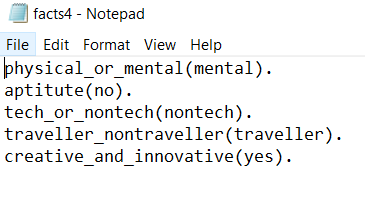 facts4 - Notepad
File Edit Format View Help
physical_or_mental(mental).
aptitute(no).
tech_or_nontech(nontech).
traveller_nontraveller(traveller).
creative_and_innovative(yes).